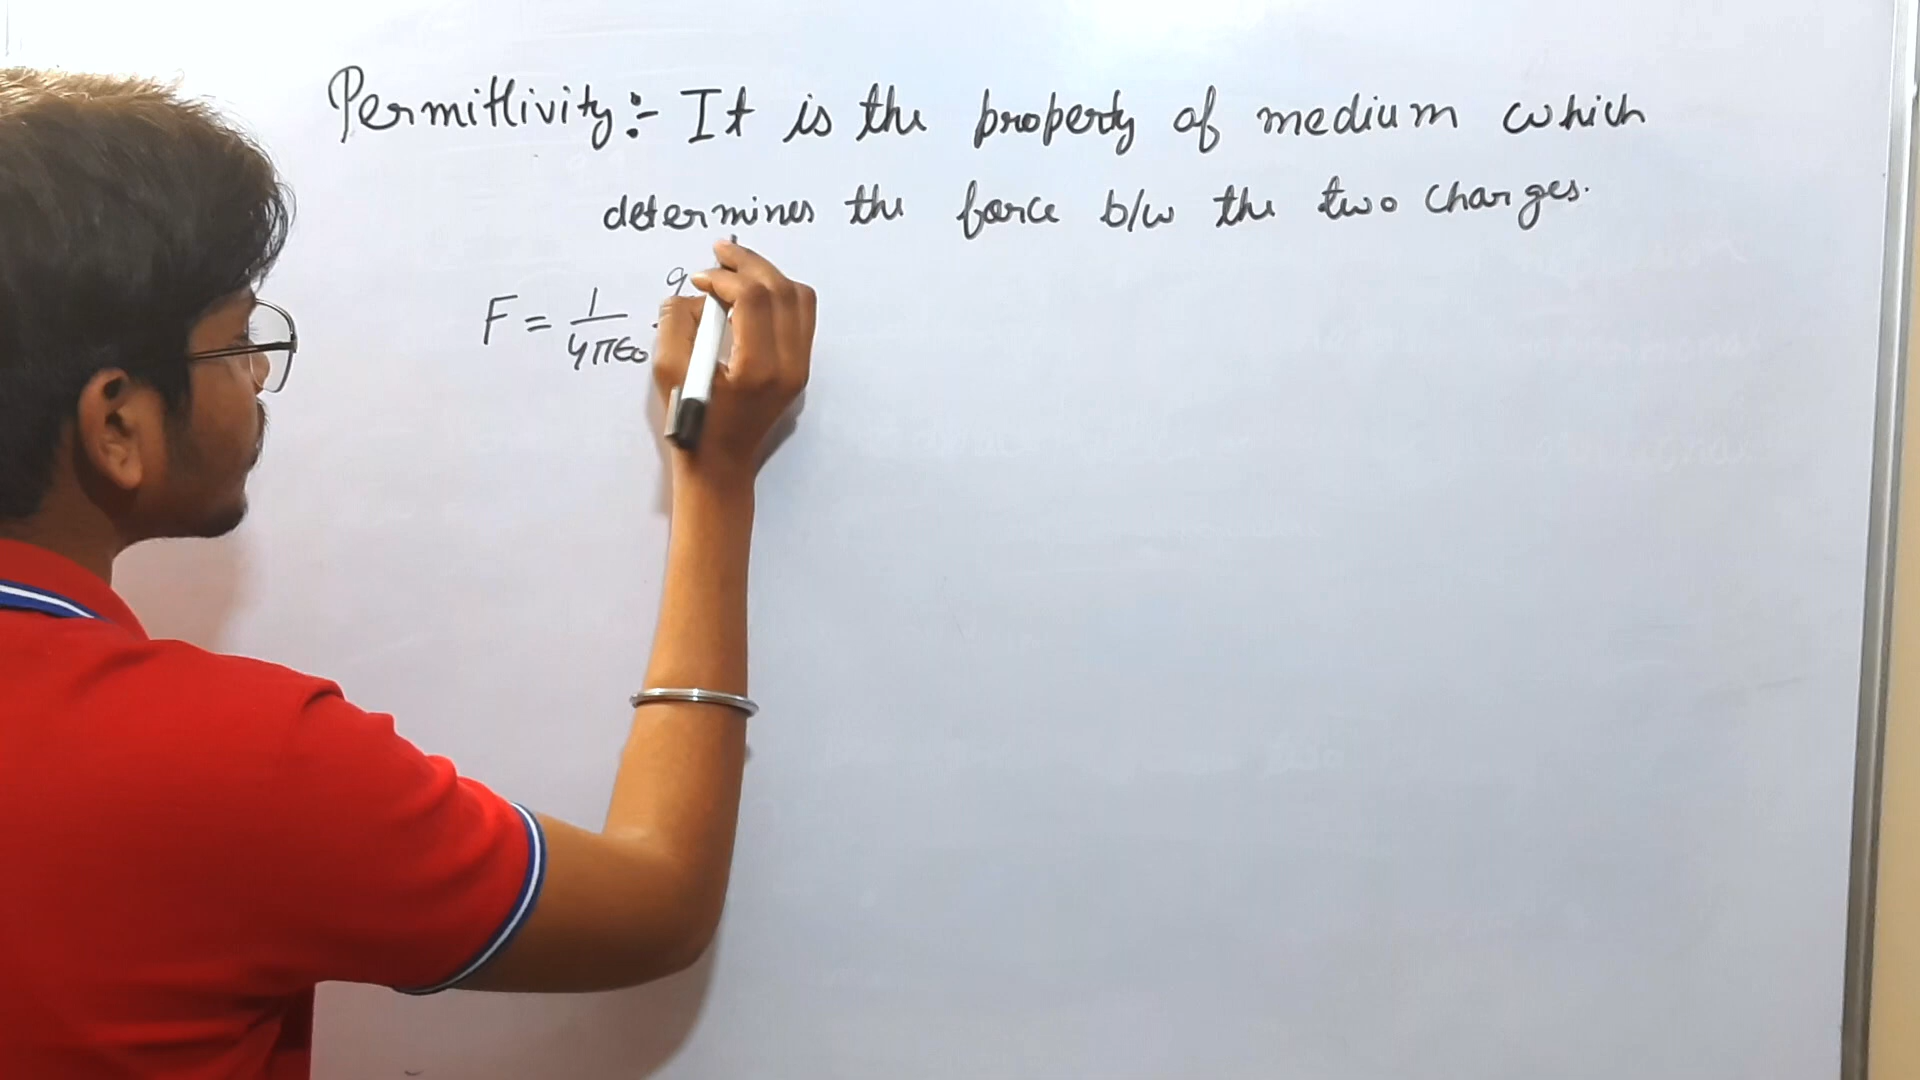 Permittivity:- It is the property of medium which
determines the force b/w the two charges.
F = 1/4πϵ0 q